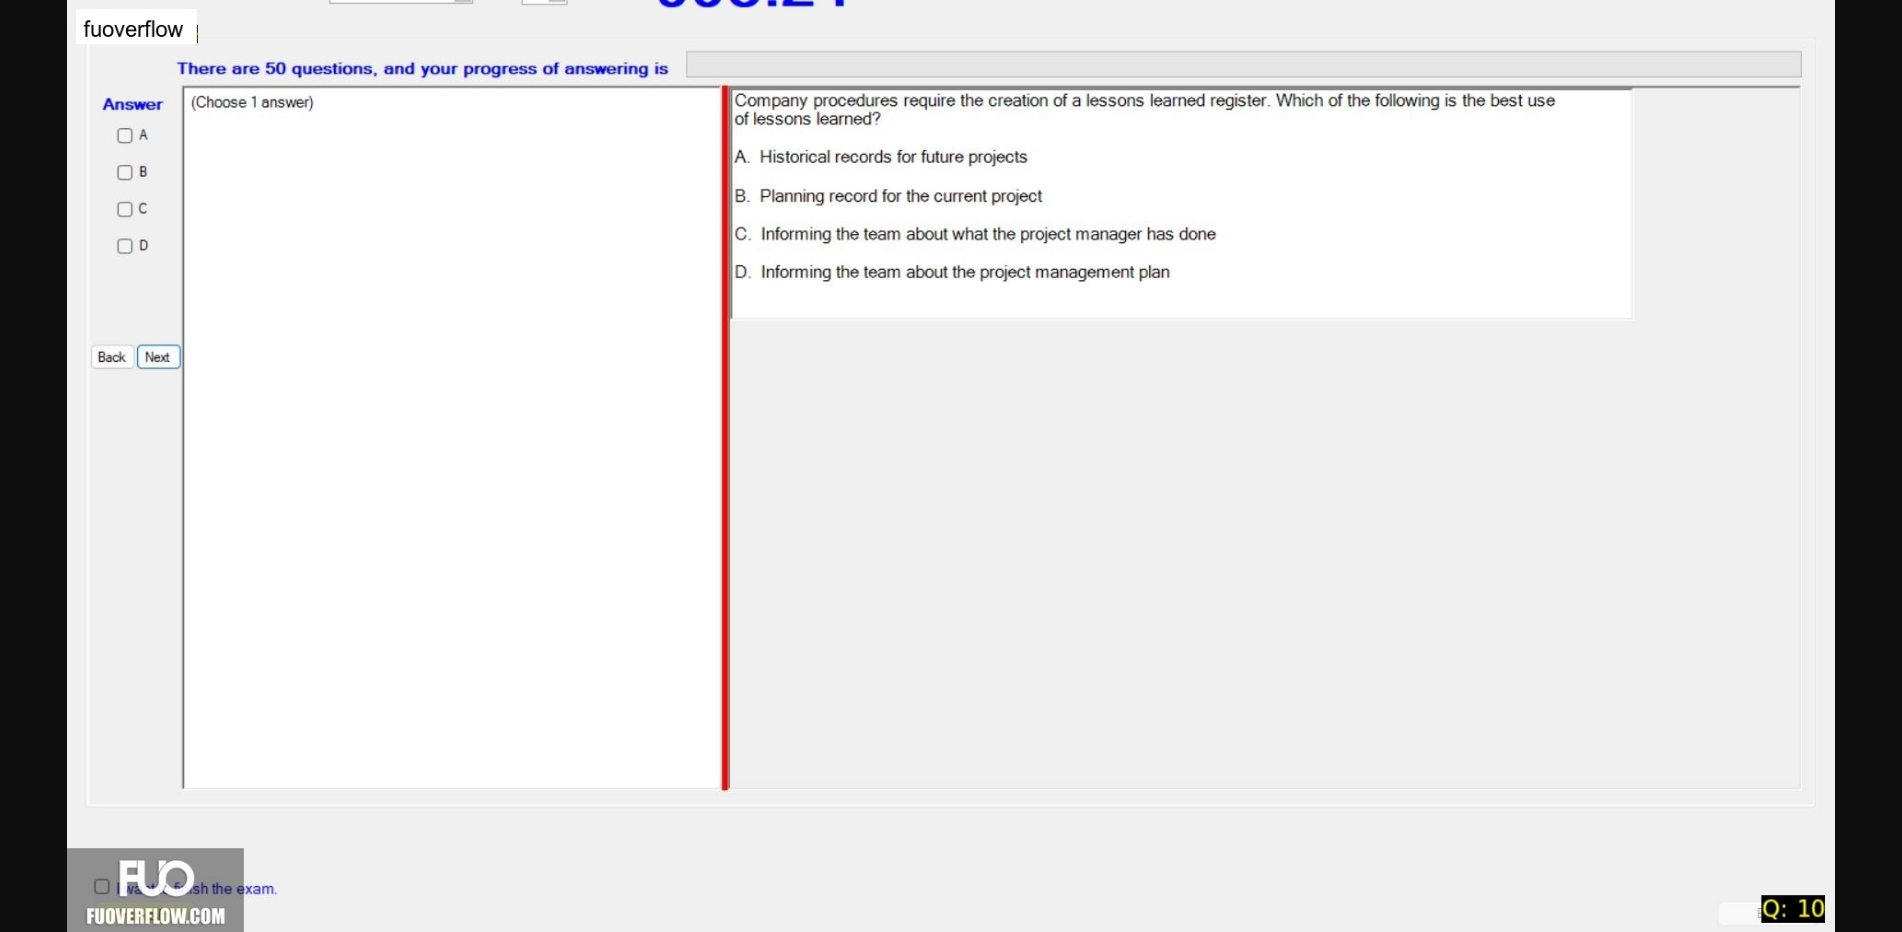 fuoverflow
There are 50 questions, and your progress of answering is
Answer
(Choose 1 answer)
A
B
C
D
Back Next
Company procedures require the creation of a lessons learned register. Which of the following is the best use
of lessons learned?
A. Historical records for future projects
B. Planning record for the current project
C. Informing the team about what the project manager has done
D. Informing the team about the project management plan
FUO
I want finish the exam.
FUOVERFLOW.COM
Q: 10